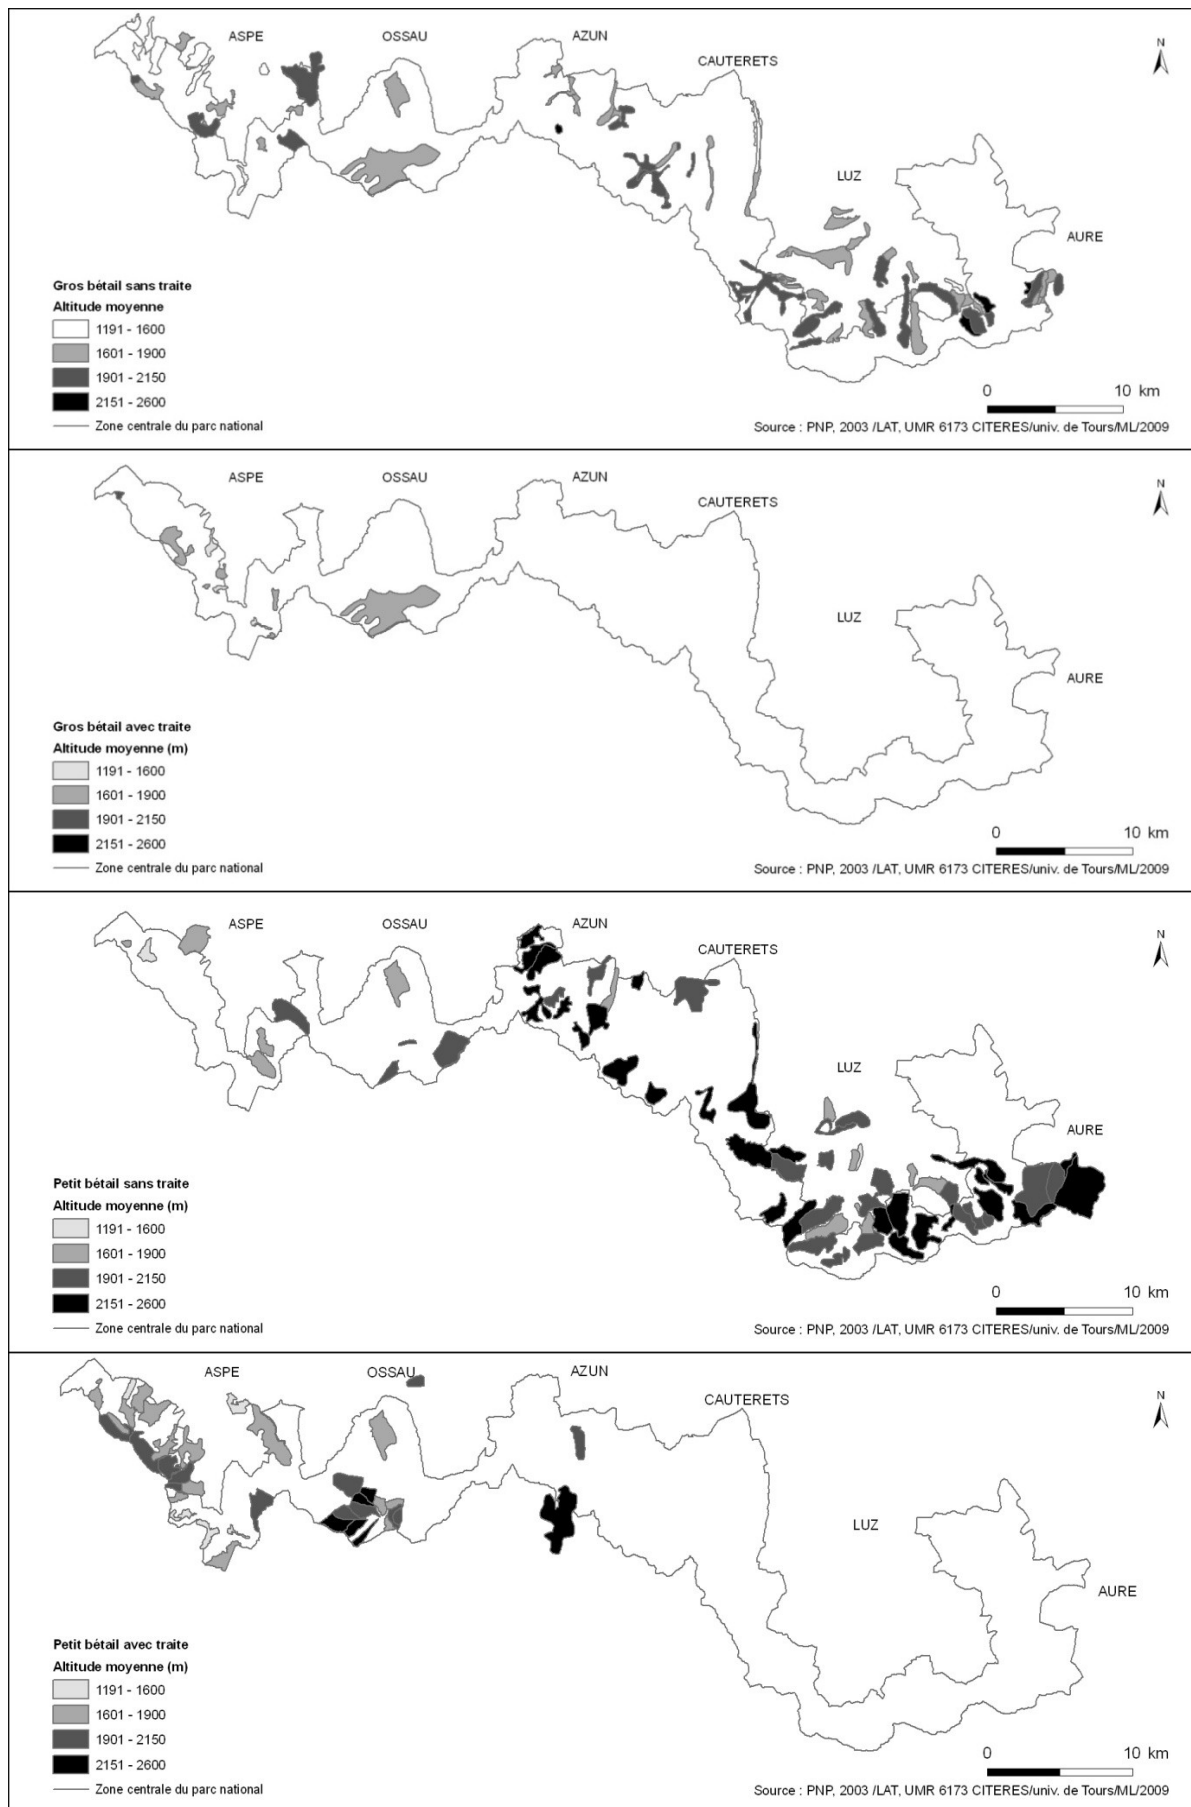 ASPE
OSSAU
AZUN
CAUTERETS
LUZ
AURE
N
Gros bétail sans traite
Altitude moyenne
1191 - 1600
1601 - 1900
1901 - 2150
2151 - 2600
Zone centrale du parc national
0 10 km
Source : PNP, 2003 /LAT, UMR 6173 CITERES/univ. de Tours/ML/2009
ASPE
OSSAU
AZUN
CAUTERETS
LUZ
AURE
N
Gros bétail avec traite
Altitude moyenne (m)
1191 - 1600
1601 - 1900
1901 - 2150
2151 - 2600
Zone centrale du parc national
0 10 km
Source : PNP, 2003 /LAT, UMR 6173 CITERES/univ. de Tours/ML/2009
ASPE
OSSAU
AZUN
CAUTERETS
LUZ
AURE
N
Petit bétail sans traite
Altitude moyenne (m)
1191 - 1600
1601 - 1900
1901 - 2150
2151 - 2600
Zone centrale du parc national
0 10 km
Source : PNP, 2003 /LAT, UMR 6173 CITERES/univ. de Tours/ML/2009
ASPE
OSSAU
AZUN
CAUTERETS
LUZ
AURE
N
Petit bétail avec traite
Altitude moyenne (m)
1191 - 1600
1601 - 1900
1901 - 2150
2151 - 2600
Zone centrale du parc national
0 10 km
Source : PNP, 2003 /LAT, UMR 6173 CITERES/univ. de Tours/ML/2009